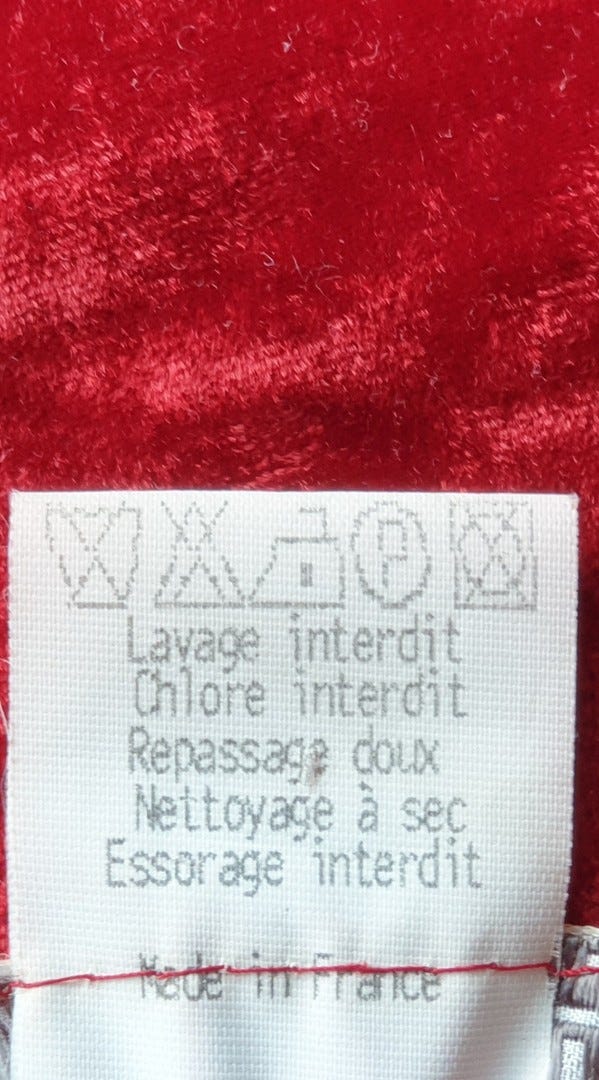 P
Lavage interdit
Chlore interdit
Repassage doux
Nettoyage à sec
Essorage interdit
Made in France